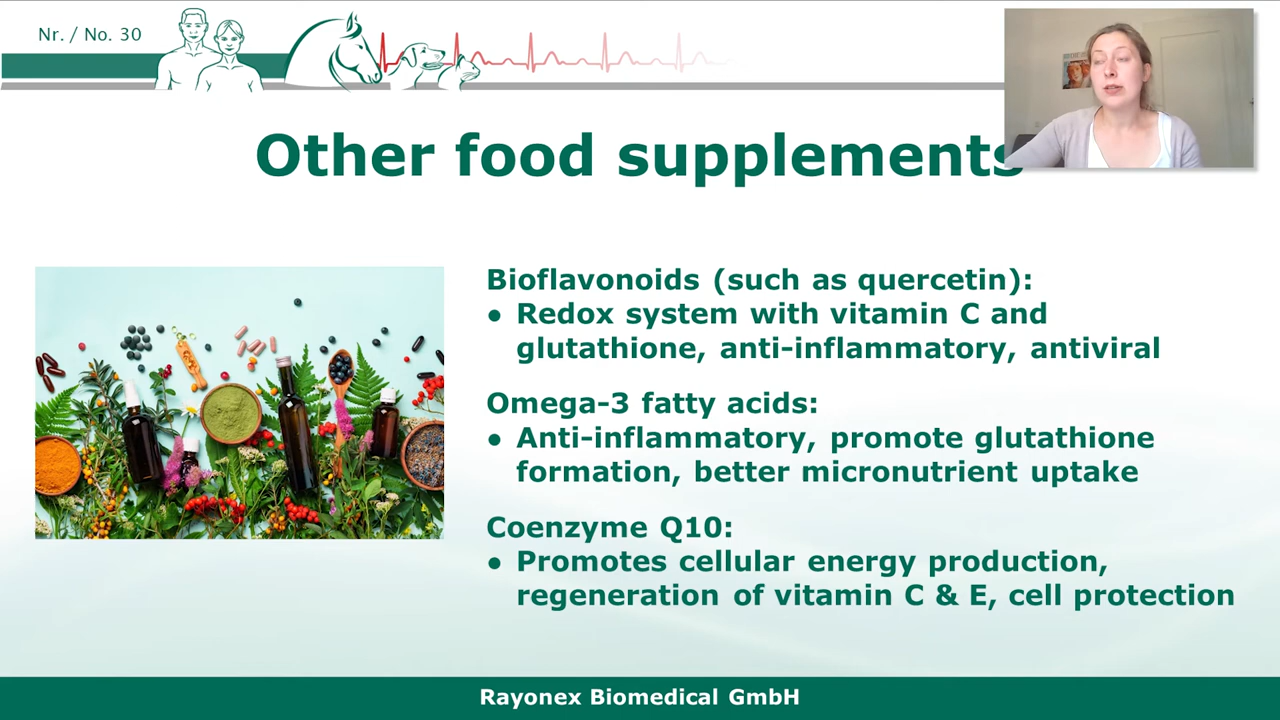 Nr. / No. 30
Other food supplements
Bioflavonoids (such as quercetin):
● Redox system with vitamin C and
glutathione, anti-inflammatory, antiviral
Omega-3 fatty acids:
● Anti-inflammatory, promote glutathione
formation, better micronutrient uptake
Coenzyme Q10:
● Promotes cellular energy production,
regeneration of vitamin C & E, cell protection
Rayonex Biomedical GmbH